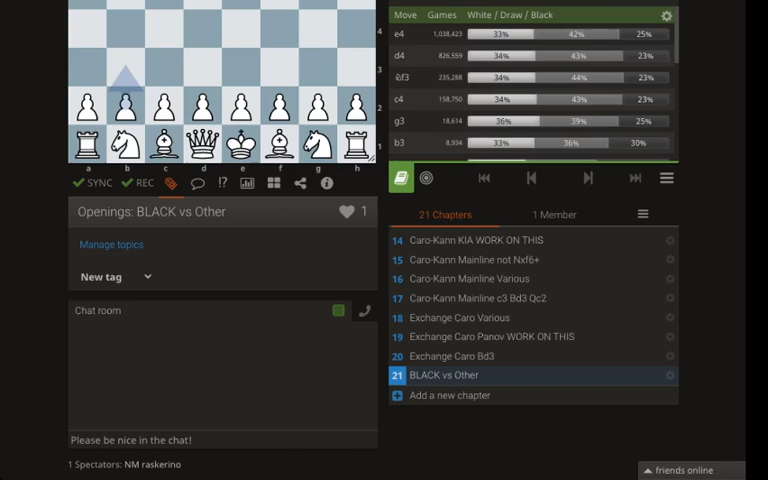 Move Games White / Draw / Black
4 e4 1,038,423 33% 42% 25%
d4 826,559 34% 43% 23%
3 Nf3 235,288 34% 44% 23%
2 c4 158,750 34% 43% 23%
g3 18,614 36% 39% 25%
1 b3 8,934 33% 36% 30%
a b c d e f g h
SYNC REC !?
Openings: BLACK vs Other 1
21 Chapters 1 Member
Manage topics
New tag
14 Caro-Kann KIA WORK ON THIS
15 Caro-Kann Mainline not Nxf6+
16 Caro-Kann Mainline Various
17 Caro-Kann Mainline c3 Bd3 Qc2
18 Exchange Caro Various
19 Exchange Caro Panov WORK ON THIS
20 Exchange Caro Bd3
21 BLACK vs Other
Add a new chapter
Chat room
Please be nice in the chat!
1 Spectators: NM raskerino
friends online